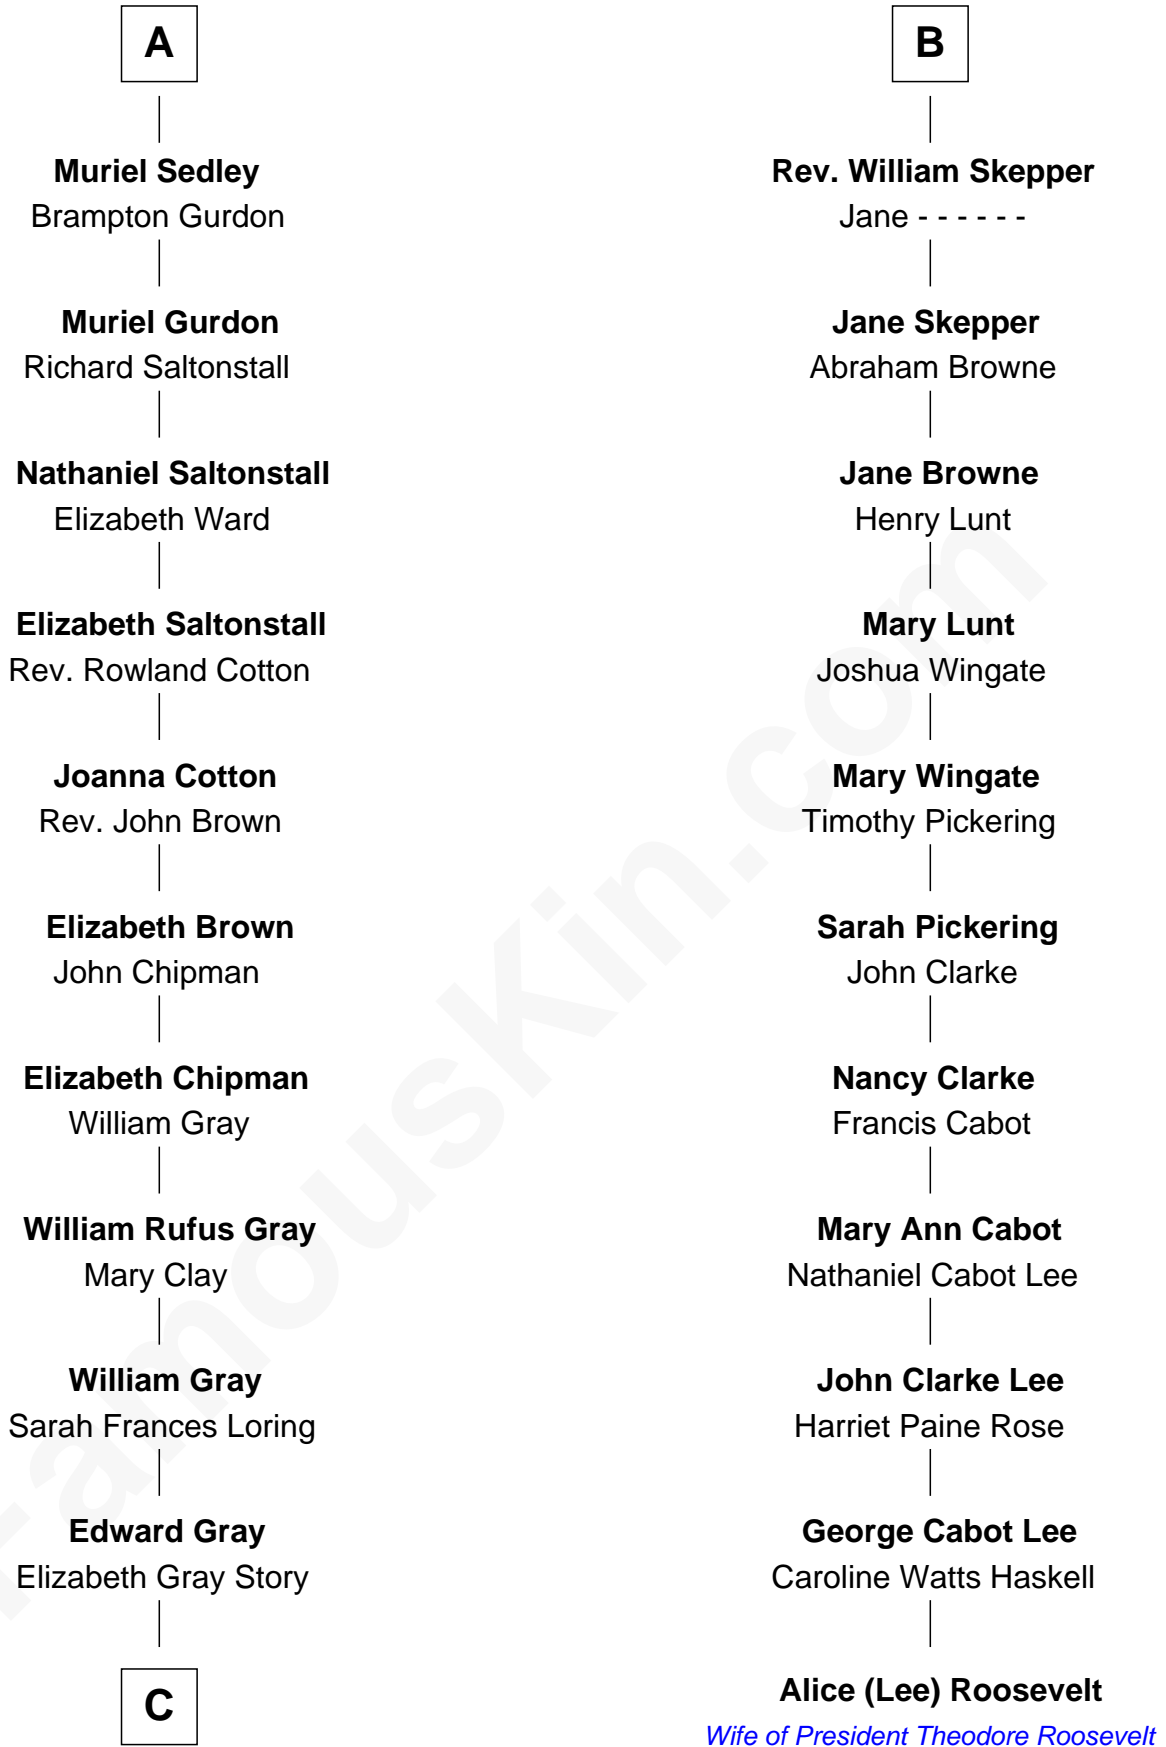 A
Muriel Sedley
Brampton Gurdon
Muriel Gurdon
Richard Saltonstall
Nathaniel Saltonstall
Elizabeth Ward
Elizabeth Saltonstall
Rev. Rowland Cotton
Joanna Cotton
Rev. John Brown
Elizabeth Brown
John Chipman
Elizabeth Chipman
William Gray
William Rufus Gray
Mary Clay
William Gray
Sarah Frances Loring
Edward Gray
Elizabeth Gray Story
C
B
Rev. William Skepper
Jane - - - - - -
Jane Skepper
Abraham Browne
Jane Browne
Henry Lunt
Mary Lunt
Joshua Wingate
Mary Wingate
Timothy Pickering
Sarah Pickering
John Clarke
Nancy Clarke
Francis Cabot
Mary Ann Cabot
Nathaniel Cabot Lee
John Clarke Lee
Harriet Paine Rose
George Cabot Lee
Caroline Watts Haskell
Alice (Lee) Roosevelt
Wife of President Theodore Roosevelt
FamousKin.com